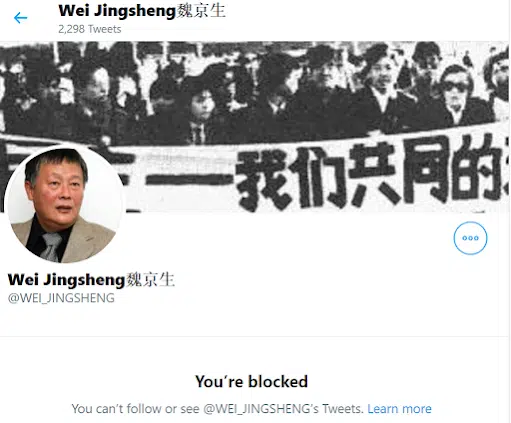 Wei Jingsheng魏京生
2,298 Tweets
一我们共同的
Wei Jingsheng魏京生
@WEI_JINGSHENG
You're blocked
You can't follow or see @WEI_JINGSHENG's Tweets. Learn more